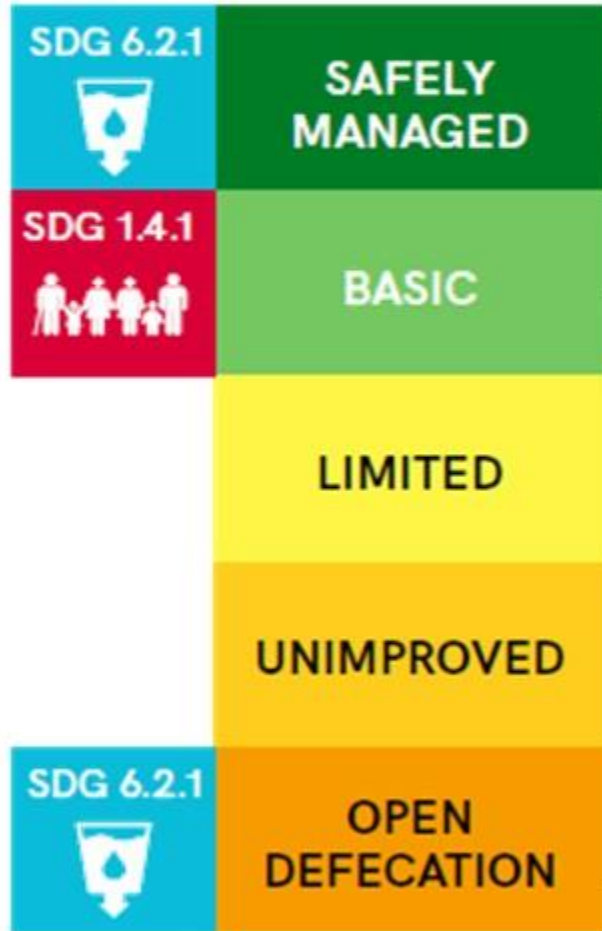 SDG 6.2.1
SAFELY
MANAGED
SDG 1.4.1
BASIC
LIMITED
UNIMPROVED
SDG 6.2.1
OPEN
DEFECATION